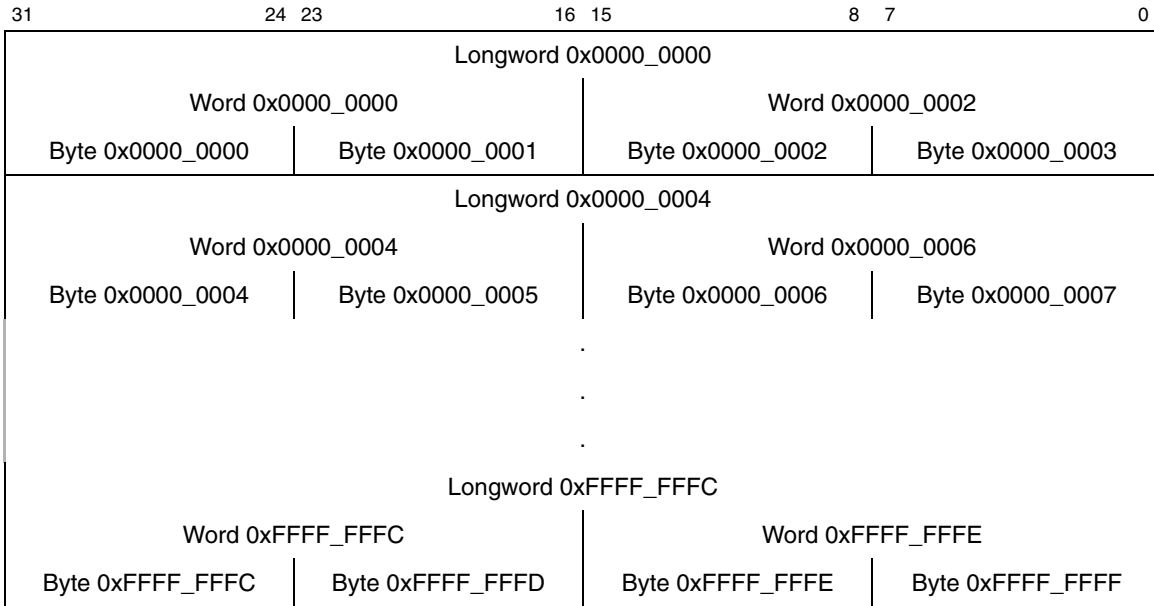 31 24 23 16 15 8 7 0
Longword 0x0000_0000
Word 0x0000_0000 Word 0x0000_0002
Byte 0x0000_0000 Byte 0x0000_0001 Byte 0x0000_0002 Byte 0x0000_0003
Longword 0x0000_0004
Word 0x0000_0004 Word 0x0000_0006
Byte 0x0000_0004 Byte 0x0000_0005 Byte 0x0000_0006 Byte 0x0000_0007
.
.
.
Longword 0xFFFF_FFFC
Word 0xFFFF_FFFC Word 0xFFFF_FFFE
Byte 0xFFFF_FFFC Byte 0xFFFF_FFFD Byte 0xFFFF_FFFE Byte 0xFFFF_FFFF